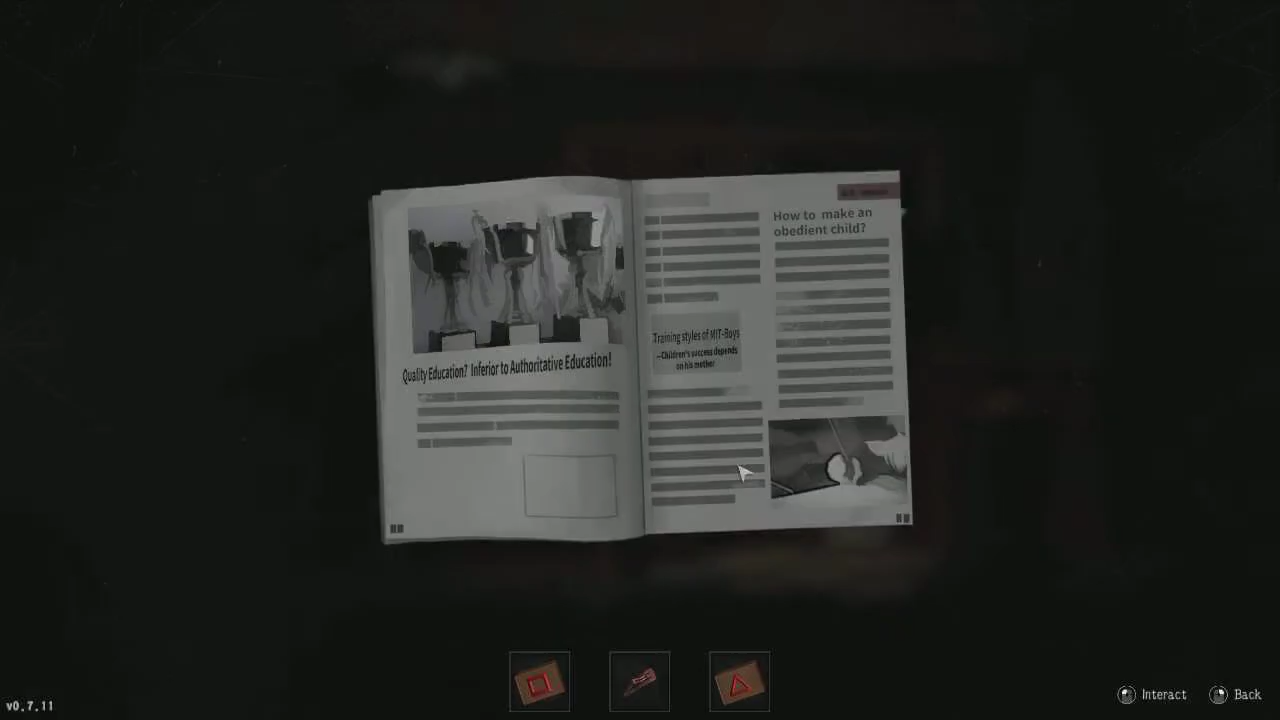 Quality Education? Inferior to Authoritative Education!
Training styles of MIT-Boys
~Children's success depends
on his mother
How to make an
obedient child?
v0.7.11
Interact
Back